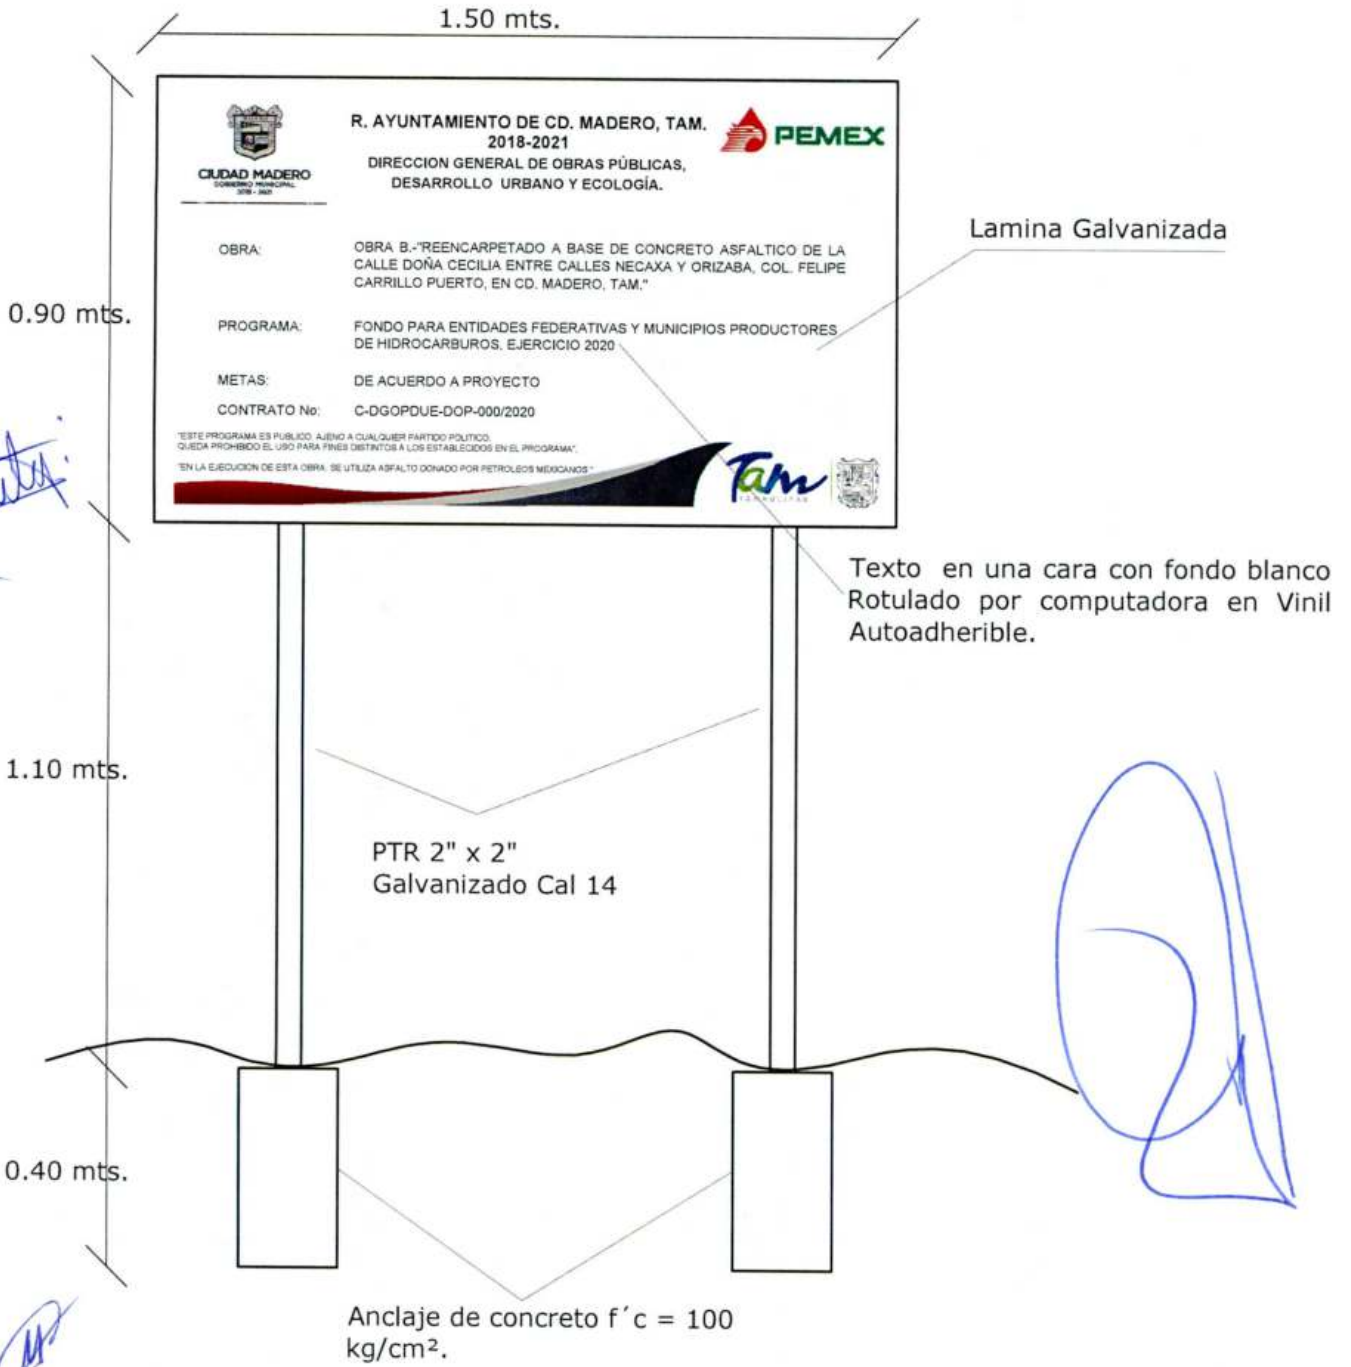 1.50 mts.
R. AYUNTAMIENTO DE CD. MADERO, TAM.
2018-2021
DIRECCION GENERAL DE OBRAS PÚBLICAS,
DESARROLLO URBANO Y ECOLOGÍA.
CIUDAD MADERO
GOBIERNO MUNICIPAL
2018 - 2021
PEMEX
OBRA:
OBRA B.-"REENCARPETADO A BASE DE CONCRETO ASFALTICO DE LA
CALLE DOÑA CECILIA ENTRE CALLES NECAXA Y ORIZABA, COL. FELIPE
CARRILLO PUERTO, EN CD. MADERO, TAM."
PROGRAMA:
FONDO PARA ENTIDADES FEDERATIVAS Y MUNICIPIOS PRODUCTORES
DE HIDROCARBUROS, EJERCICIO 2020
METAS: DE ACUERDO A PROYECTO
CONTRATO No: C-DGOPDUE-DOP-000/2020
"ESTE PROGRAMA ES PUBLICO, AJENO A CUALQUIER PARTIDO POLITICO.
QUEDA PROHIBIDO EL USO PARA FINES DISTINTOS A LOS ESTABLECIDOS EN EL PROGRAMA".
"EN LA EJECUCION DE ESTA OBRA, SE UTILIZA ASFALTO DONADO POR PETROLEOS MEXICANOS"
Tam
TAMAULIPAS
Lamina Galvanizada
0.90 mts.
Texto en una cara con fondo blanco
Rotulado por computadora en Vinil
Autoadherible.
1.10 mts.
PTR 2" x 2"
Galvanizado Cal 14
0.40 mts.
Anclaje de concreto f´c = 100
kg/cm².